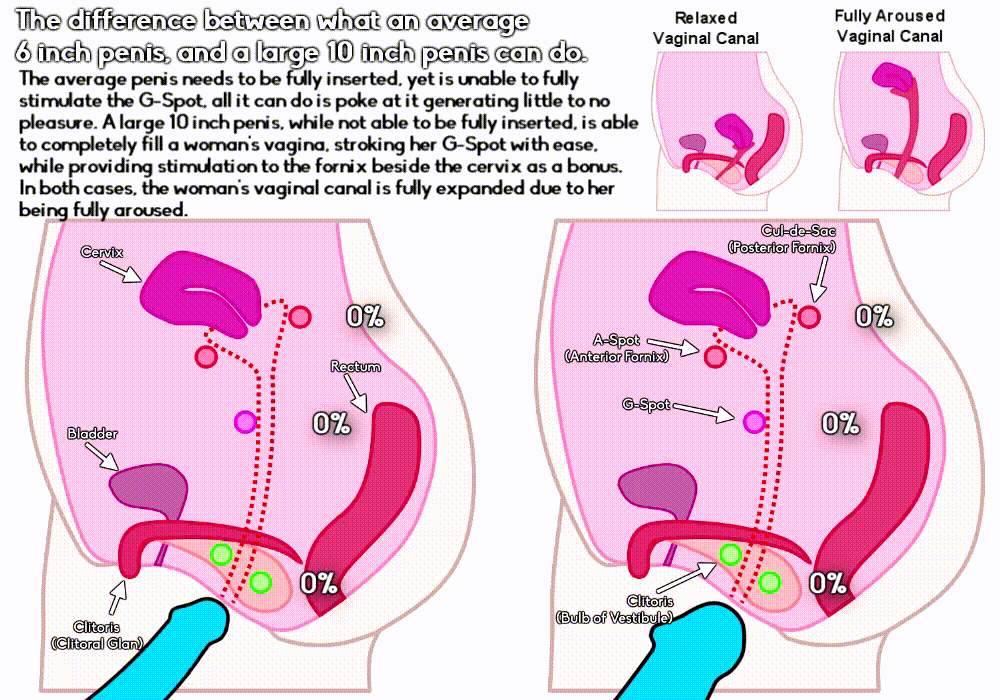 The difference between what an average
6 inch penis, and a large 10 inch penis can do.
The average penis needs to be fully inserted, yet is unable to fully
stimulate the G-Spot, all it can do is poke at it generating little to no
pleasure. A large 10 inch penis, while not able to be fully inserted, is able
to completely fill a woman's vagina, stroking her G-Spot with ease,
while providing stimulation to the fornix beside the cervix as a bonus.
In both cases, the woman's vaginal canal is fully expanded due to her
being fully aroused.
Relaxed
Vaginal Canal
Fully Aroused
Vaginal Canal
Cervix
0%
Rectum
0%
Bladder
0%
Clitoris
(Clitoral Glan)
Cul-de-Sac
(Posterior Fornix)
0%
A-Spot
(Anterior Fornix)
G-Spot
0%
0%
Clitoris
(Bulb of Vestibule)